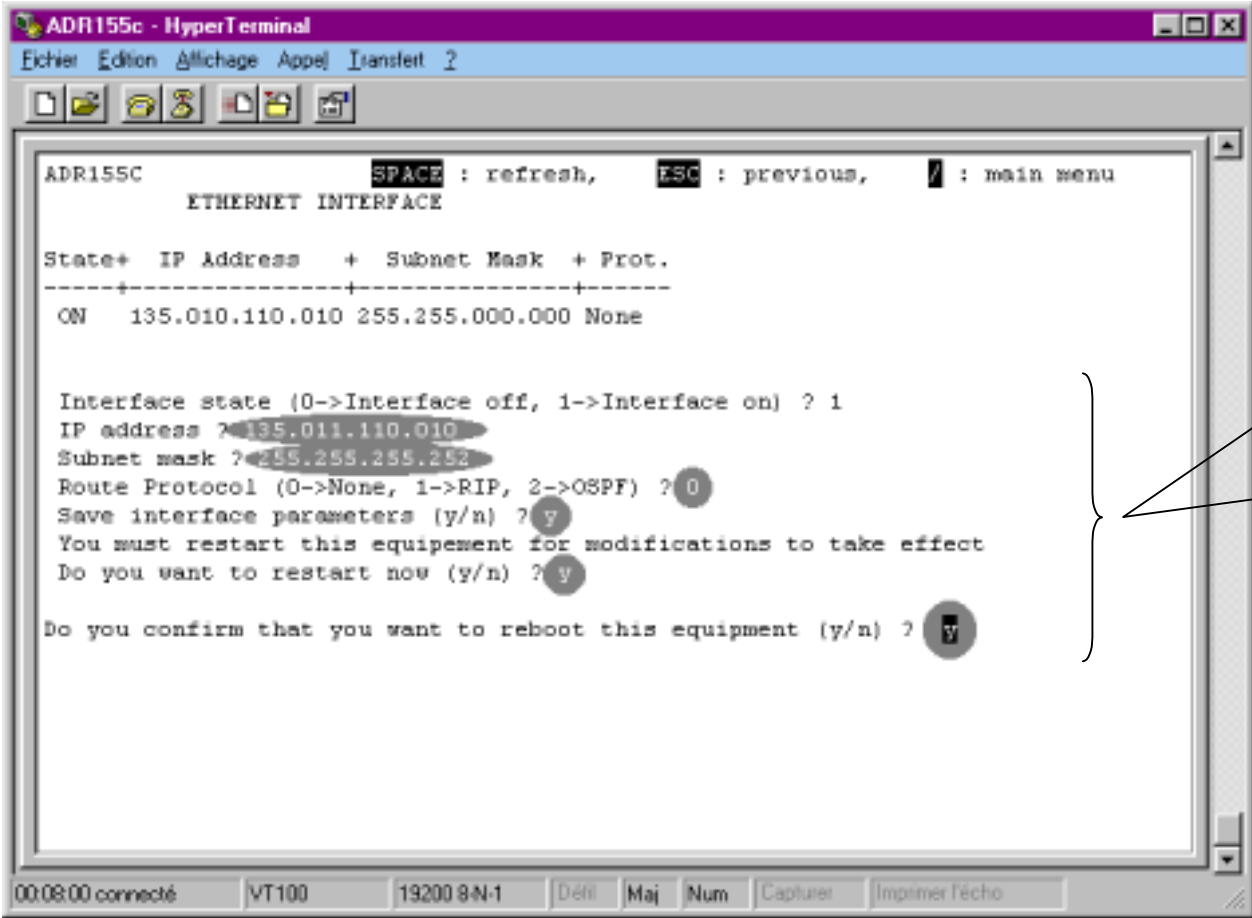 ADR155c - HyperTerminal
Fichier Edition Affichage Appel Transfert ?
ADR155C SPACE : refresh, ESC : previous, / : main menu
ETHERNET INTERFACE
State+ IP Address + Subnet Mask + Prot.
-----+---------------+---------------+------
ON 135.010.110.010 255.255.000.000 None
Interface state (0->Interface off, 1->Interface on) ? 1
IP address ? 135.011.110.010
Subnet mask ? 255.255.255.252
Route Protocol (0->None, 1->RIP, 2->OSPF) ? 0
Save interface parameters (y/n) ? y
You must restart this equipement for modifications to take effect
Do you want to restart now (y/n) ? y
Do you confirm that you want to reboot this equipment (y/n) ? y
00:08:00 connecté VT100 19200 8-N-1 Défil Maj Num Capturer Imprimer l'écho